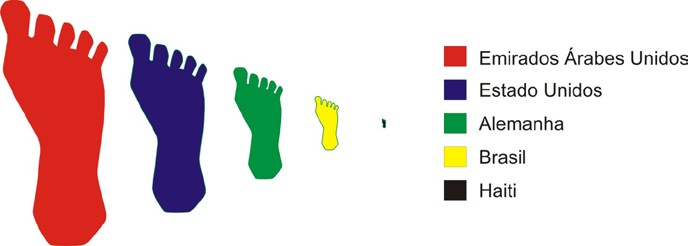 Emirados Árabes Unidos
Estado Unidos
Alemanha
Brasil
Haiti